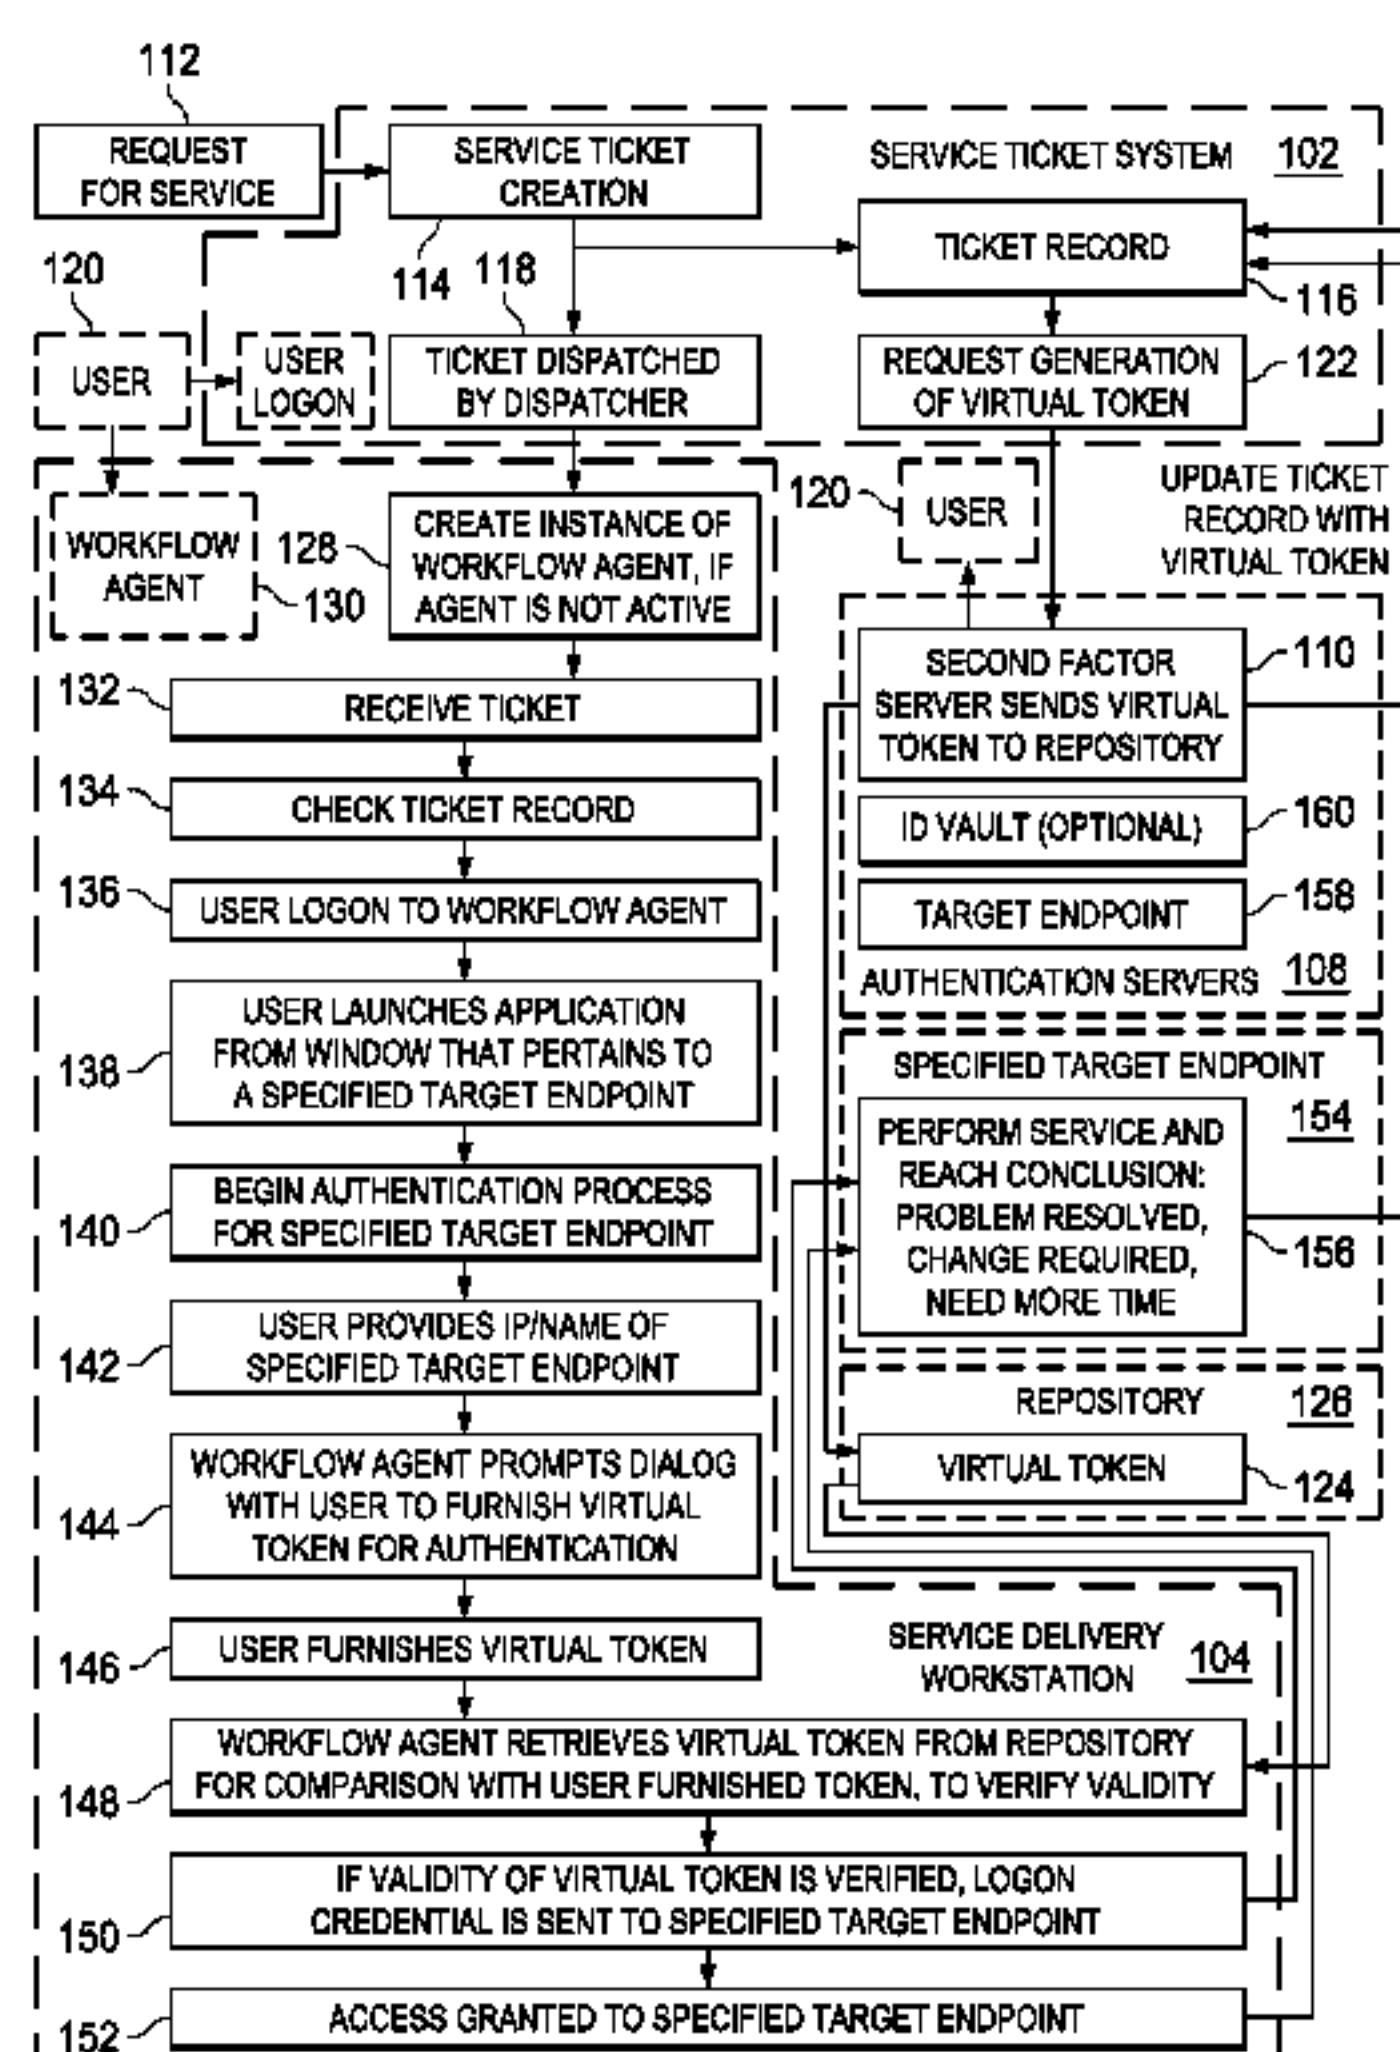 112
REQUEST
FOR SERVICE
SERVICE TICKET
CREATION
114
SERVICE TICKET SYSTEM 102
TICKET RECORD
116
120
USER
USER
LOGON
118
TICKET DISPATCHED
BY DISPATCHER
REQUEST GENERATION
OF VIRTUAL TOKEN
122
WORKFLOW
AGENT
130
128
CREATE INSTANCE OF
WORKFLOW AGENT, IF
AGENT IS NOT ACTIVE
120
USER
UPDATE TICKET
RECORD WITH
VIRTUAL TOKEN
132
RECEIVE TICKET
134
CHECK TICKET RECORD
136
USER LOGON TO WORKFLOW AGENT
138
USER LAUNCHES APPLICATION
FROM WINDOW THAT PERTAINS TO
A SPECIFIED TARGET ENDPOINT
140
BEGIN AUTHENTICATION PROCESS
FOR SPECIFIED TARGET ENDPOINT
142
USER PROVIDES IP/NAME OF
SPECIFIED TARGET ENDPOINT
144
WORKFLOW AGENT PROMPTS DIALOG
WITH USER TO FURNISH VIRTUAL
TOKEN FOR AUTHENTICATION
146
USER FURNISHES VIRTUAL TOKEN
SECOND FACTOR
SERVER SENDS VIRTUAL
TOKEN TO REPOSITORY
110
ID VAULT (OPTIONAL)
160
TARGET ENDPOINT
158
AUTHENTICATION SERVERS 108
SPECIFIED TARGET ENDPOINT
154
PERFORM SERVICE AND
REACH CONCLUSION:
PROBLEM RESOLVED,
CHANGE REQUIRED,
NEED MORE TIME
156
REPOSITORY 126
VIRTUAL TOKEN
124
SERVICE DELIVERY
WORKSTATION
104
148
WORKFLOW AGENT RETRIEVES VIRTUAL TOKEN FROM REPOSITORY
FOR COMPARISON WITH USER FURNISHED TOKEN, TO VERIFY VALIDITY
150
IF VALIDITY OF VIRTUAL TOKEN IS VERIFIED, LOGON
CREDENTIAL IS SENT TO SPECIFIED TARGET ENDPOINT
152
ACCESS GRANTED TO SPECIFIED TARGET ENDPOINT